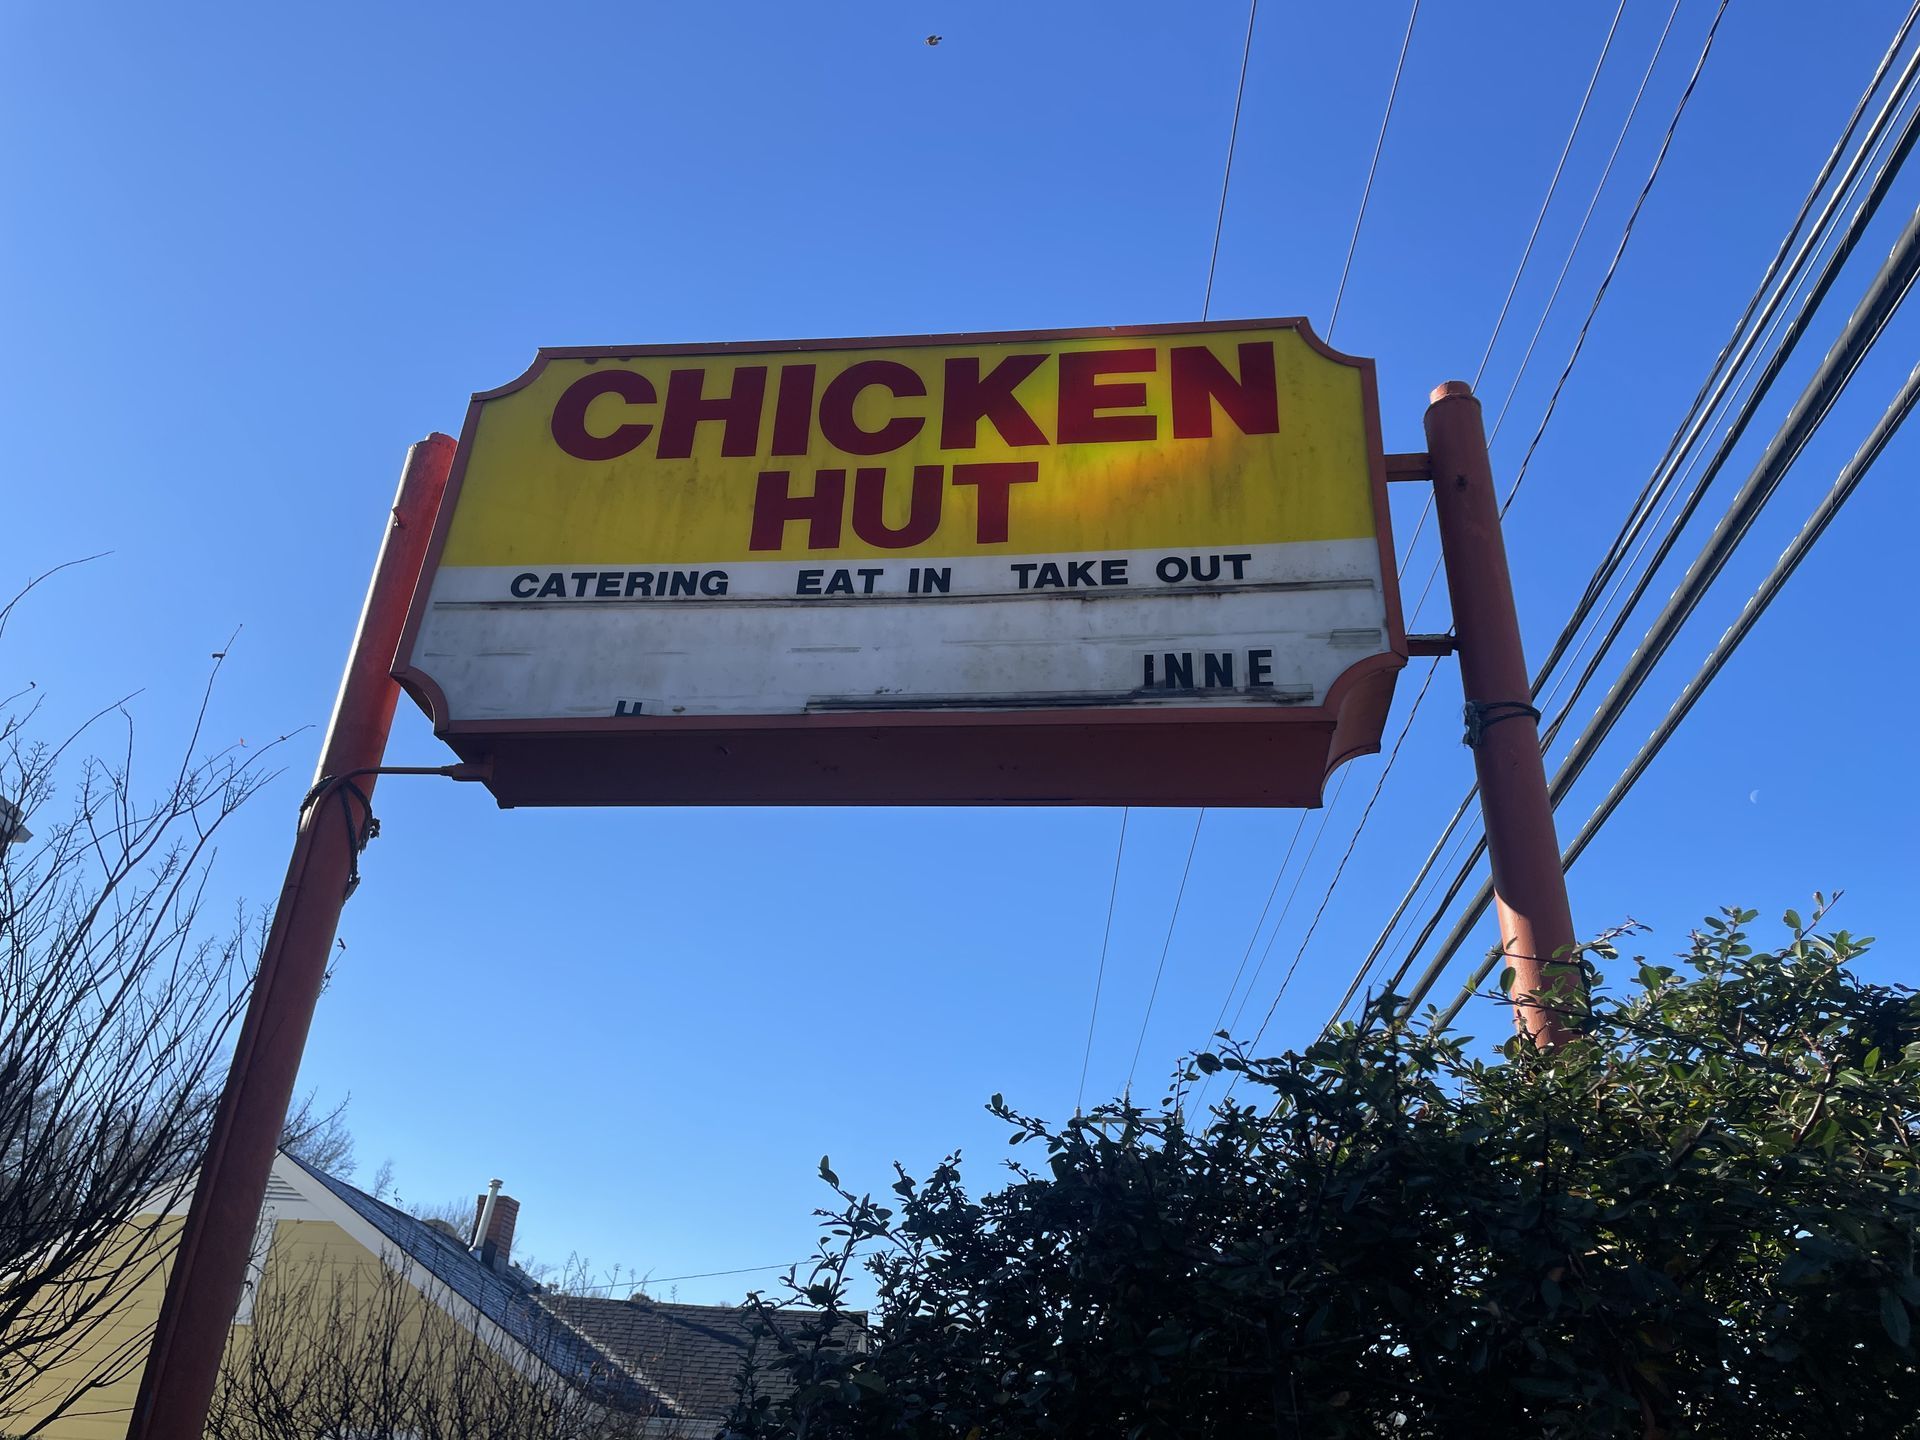 CHICKEN
HUT
CATERING EAT IN TAKE OUT
INNE